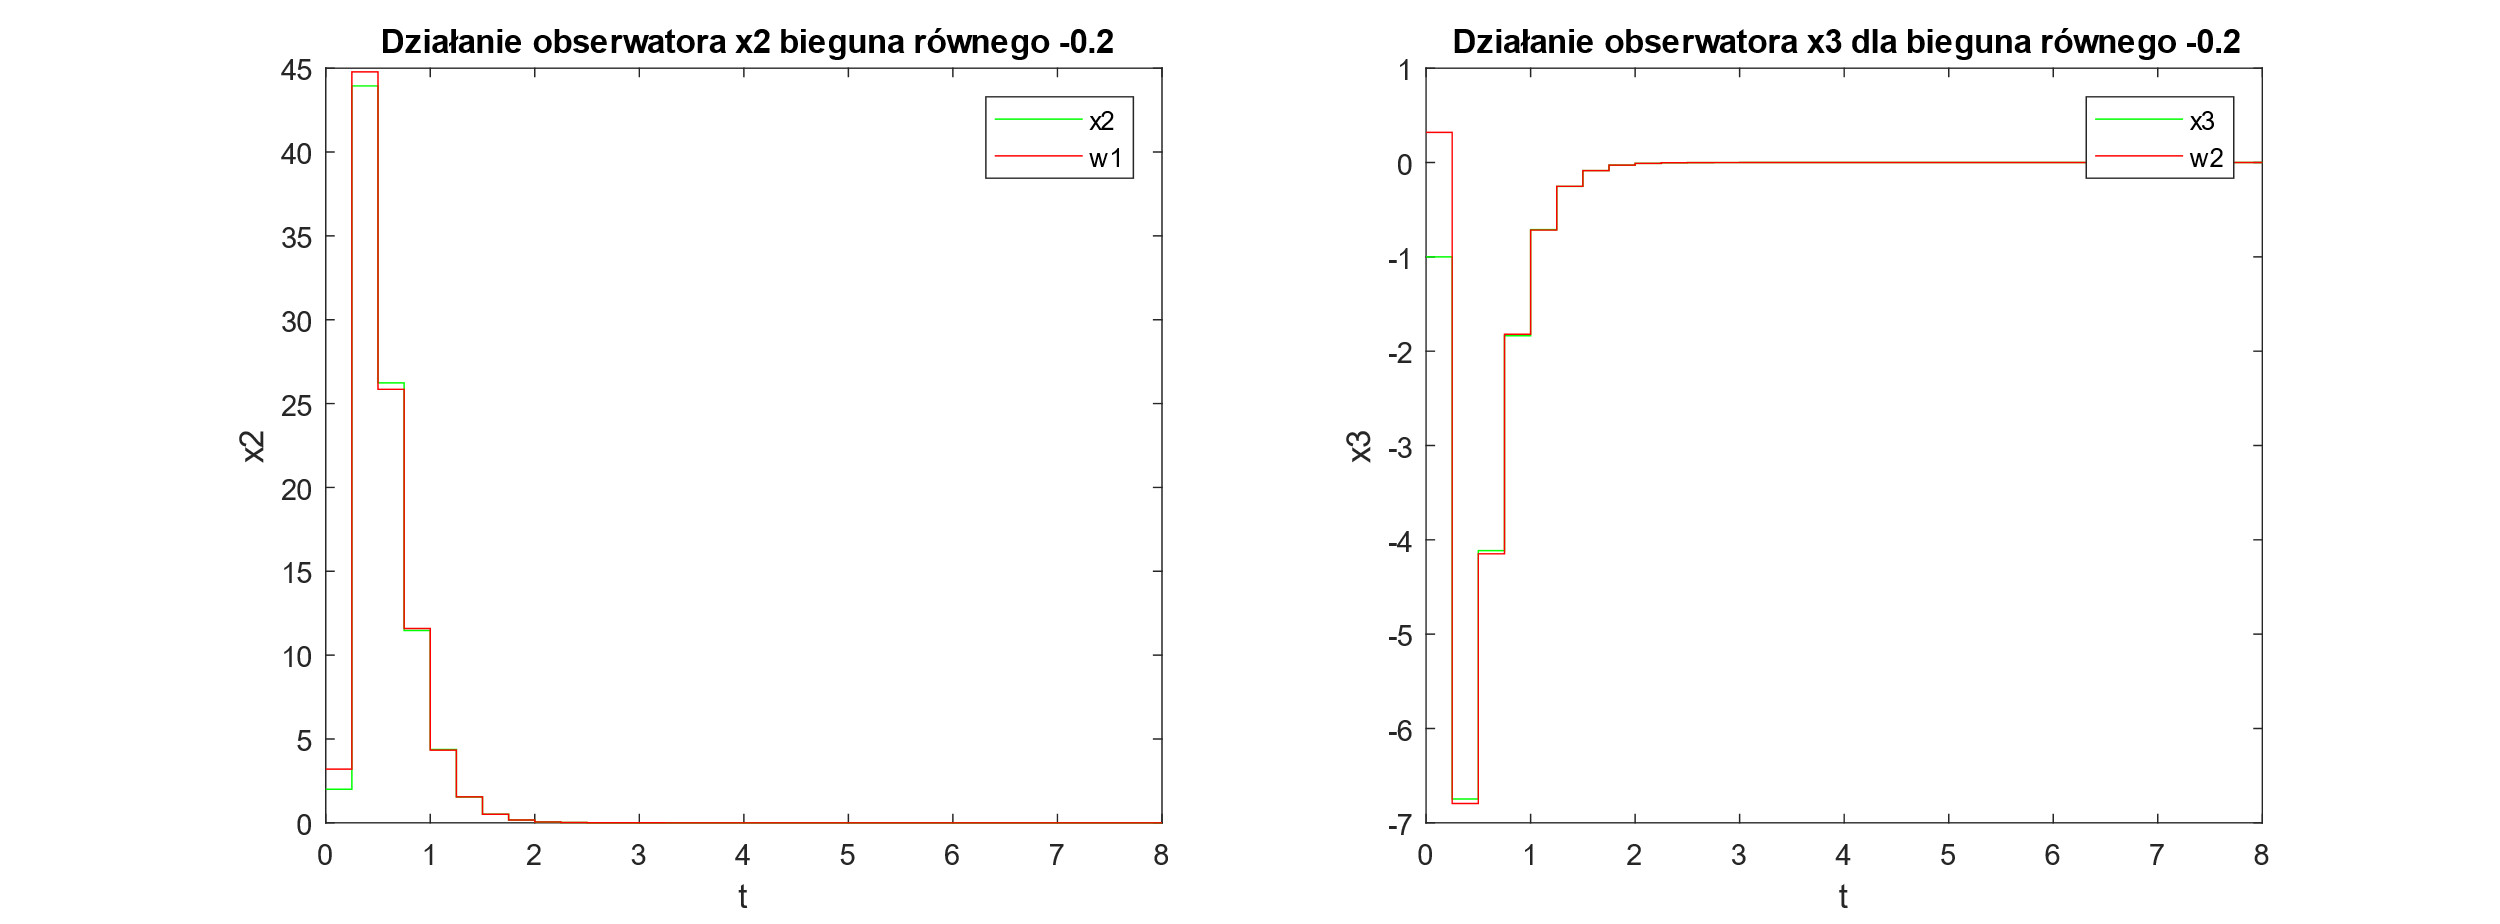 Działanie obserwatora x2 bieguna równego -0.2
45
40
35
30
25
20
15
10
5
0
x2
0 1 2 3 4 5 6 7 8
t
x2
w1
Działanie obserwatora x3 dla bieguna równego -0.2
1
0
-1
-2
-3
-4
-5
-6
-7
x3
0 1 2 3 4 5 6 7 8
t
x3
w2